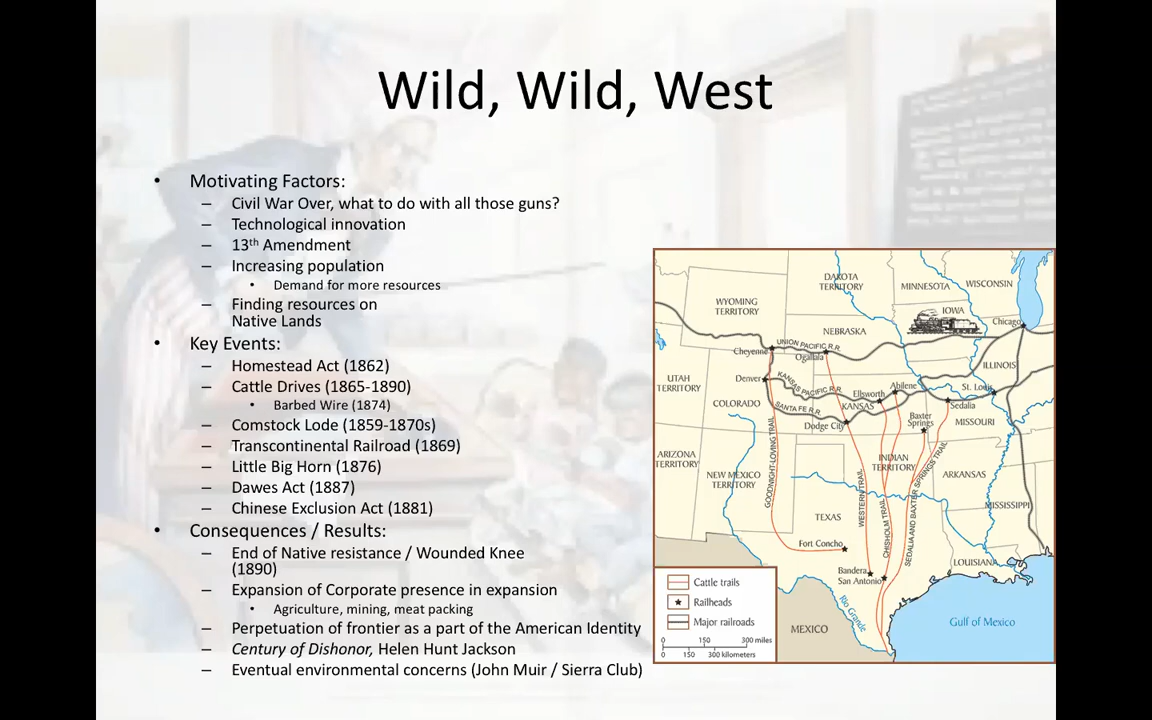 Wild, Wild, West
• Motivating Factors:
– Civil War Over, what to do with all those guns?
– Technological innovation
– 13th Amendment
– Increasing population
• Demand for more resources
– Finding resources on
Native Lands
• Key Events:
– Homestead Act (1862)
– Cattle Drives (1865-1890)
• Barbed Wire (1874)
– Comstock Lode (1859-1870s)
– Transcontinental Railroad (1869)
– Little Big Horn (1876)
– Dawes Act (1887)
– Chinese Exclusion Act (1881)
• Consequences / Results:
– End of Native resistance / Wounded Knee
(1890)
– Expansion of Corporate presence in expansion
• Agriculture, mining, meat packing
– Perpetuation of frontier as a part of the American Identity
– Century of Dishonor, Helen Hunt Jackson
– Eventual environmental concerns (John Muir / Sierra Club)
DAKOTA
TERRITORY
MINNESOTA
WISCONSIN
WYOMING
TERRITORY
IOWA
Chicago
NEBRASKA
UNION PACIFIC R.R.
Cheyenne
Ogallala
ILLINOIS
Denver
KANSAS PACIFIC R.R.
UTAH
TERRITORY
Ellsworth
Abilene
St. Louis
COLORADO
SANTA FE R.R.
KANSAS
Sedalia
Dodge City
Baxter
Springs
MISSOURI
ARIZONA
TERRITORY
NEW MEXICO
TERRITORY
GOODNIGHT-LOVING TRAIL
INDIAN
TERRITORY
ARKANSAS
WESTERN TRAIL
CHISHOLM TRAIL
SEDALIA AND BAXTER SPRINGS TRAIL
MISSISSIPPI
TEXAS
Fort Concho
Bandera
San Antonio
LOUISIANA
Rio Grande
MEXICO
Gulf of Mexico
Cattle trails
Railheads
Major railroads
0 150 300 miles
0 150 300 kilometers